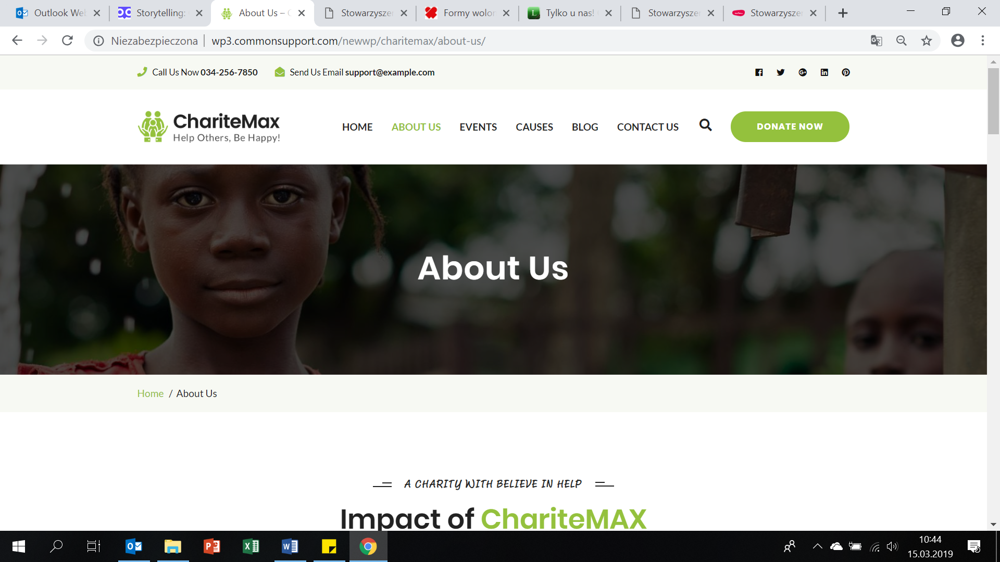 Outlook We
Storytelling:
About Us –
Stowarzysze
Formy wolo
Tylko u nas!
Stowarzysze
Stowarzysze
Niezabezpieczona
wp3.commonsupport.com/newwp/charitemax/about-us/
Call Us Now 034-256-7850
Send Us Email support@example.com
ChariteMax
Help Others, Be Happy!
HOME
ABOUT US
EVENTS
CAUSES
BLOG
CONTACT US
DONATE NOW
About Us
Home / About Us
A CHARITY WITH BELIEVE IN HELP
Impact of ChariteMAX
10:44
15.03.2019